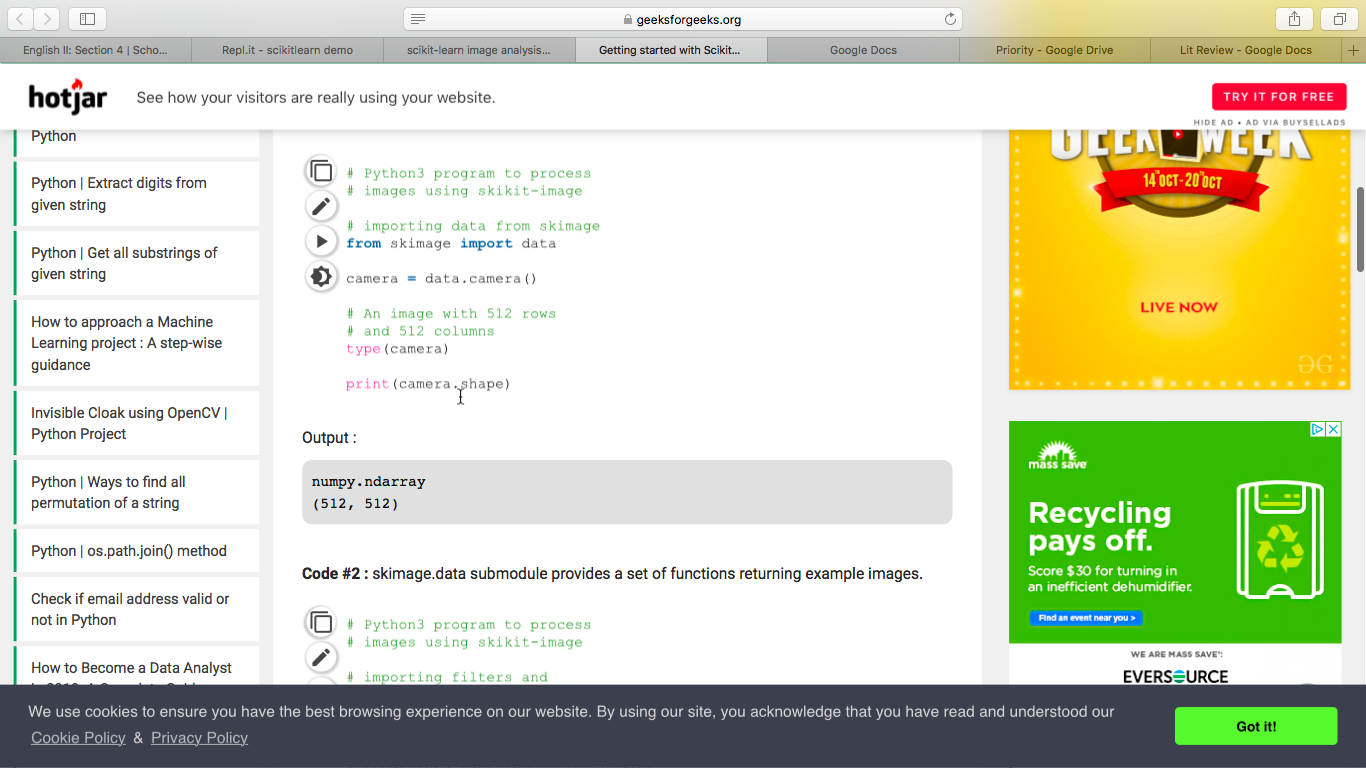 geeksforgeeks.org
English II: Section 4 | Scho...
Repl.it - scikitlearn demo
scikit-learn image analysis...
Getting started with Scikit...
Google Docs
Priority - Google Drive
Lit Review - Google Docs
hotjar
See how your visitors are really using your website.
TRY IT FOR FREE
HIDE AD • AD VIA BUYSELLADS
Python
Python | Extract digits from
given string
Python | Get all substrings of
given string
How to approach a Machine
Learning project : A step-wise
guidance
Invisible Cloak using OpenCV |
Python Project
Python | Ways to find all
permutation of a string
Python | os.path.join() method
Check if email address valid or
not in Python
How to Become a Data Analyst
# Python3 program to process
# images using skikit-image
# importing data from skimage
from skimage import data
camera = data.camera()
# An image with 512 rows
# and 512 columns
type(camera)
print(camera.shape)
Output :
numpy.ndarray
(512, 512)
Code #2 : skimage.data submodule provides a set of functions returning example images.
# Python3 program to process
# images using skikit-image
# importing filters and
GEEK WEEK
14th OCT-20th OCT
LIVE NOW
mass save
Recycling
pays off.
Score $30 for turning in
an inefficient dehumidifier.
Find an event near you >
WE ARE MASS SAVE®:
EVERSOURCE
We use cookies to ensure you have the best browsing experience on our website. By using our site, you acknowledge that you have read and understood our
Cookie Policy & Privacy Policy
Got it!